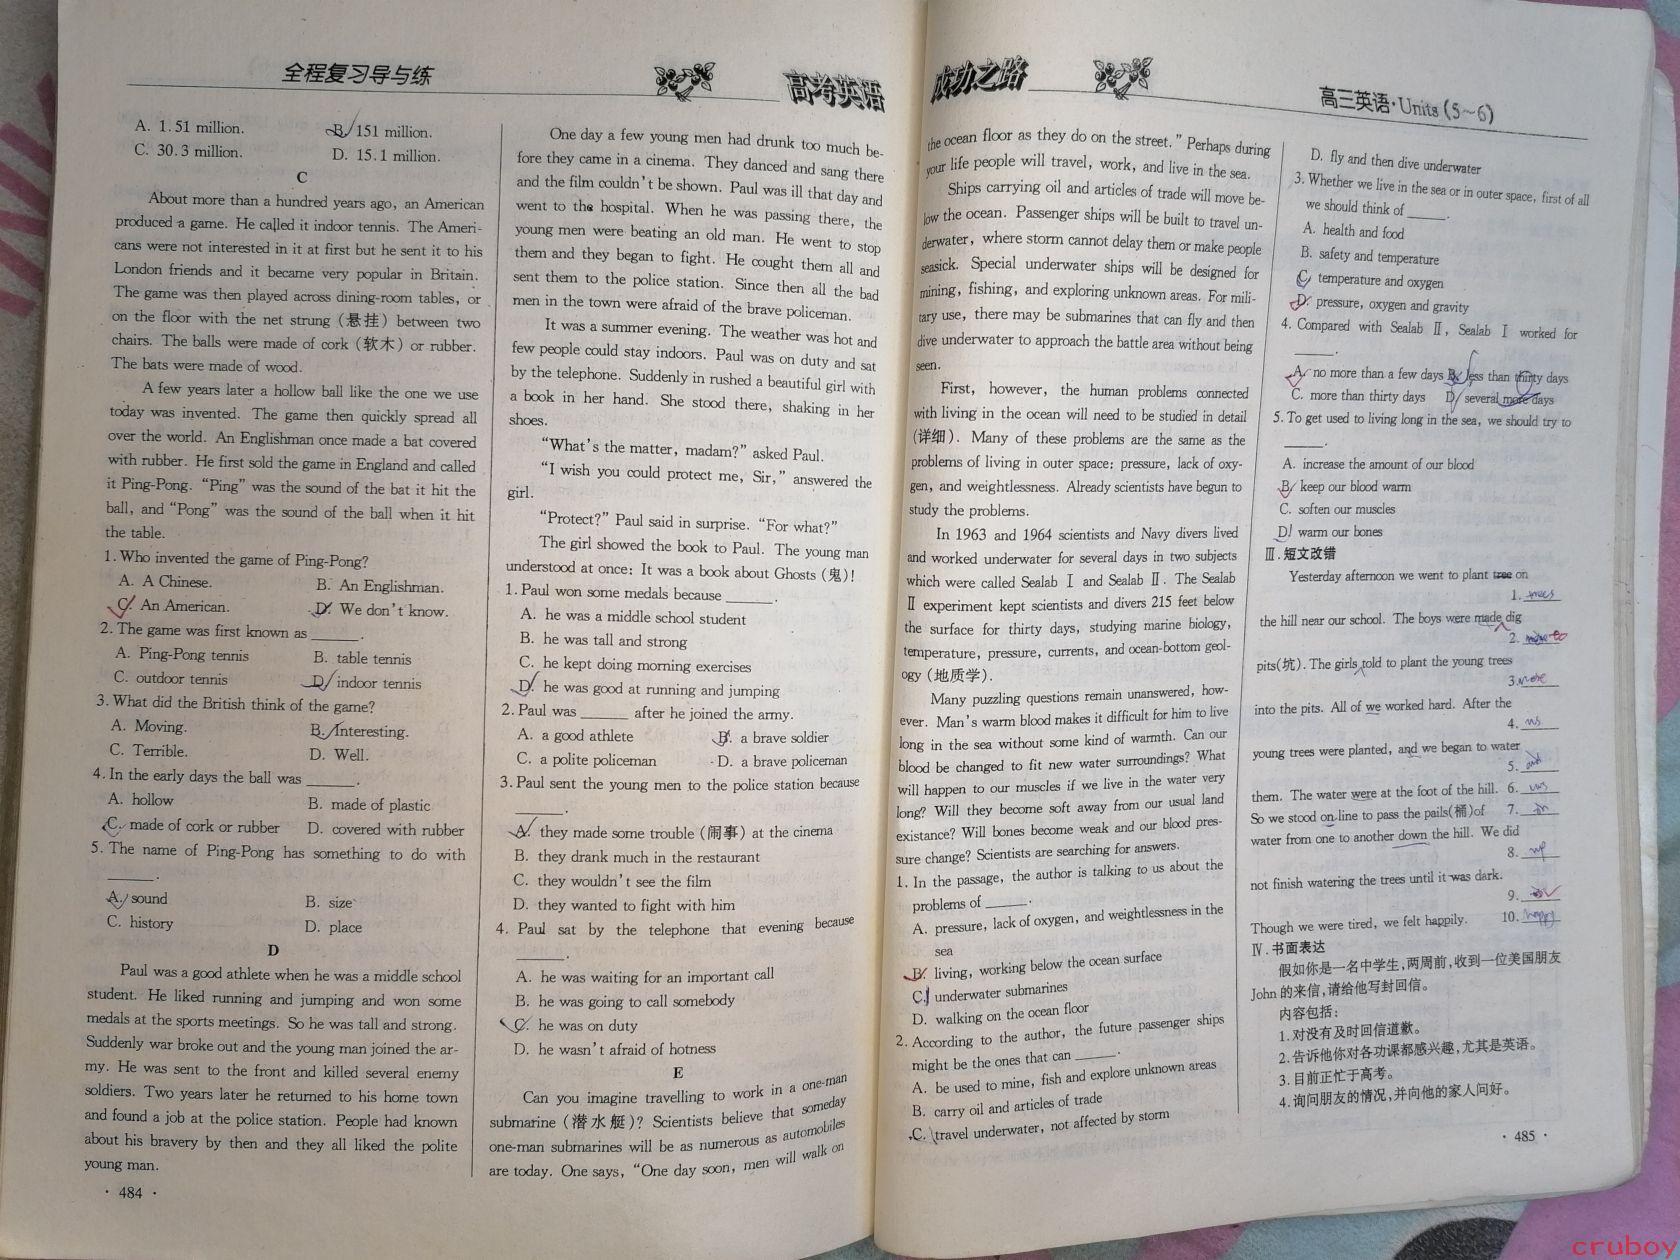 全程复习导与练
高考英语
A. 1.51 million.
B. 151 million.
C. 30.3 million.
D. 15.1 million.
C
About more than a hundred years ago, an American
produced a game. He called it indoor tennis. The Ameri-
cans were not interested in it at first but he sent it to his
London friends and it became very popular in Britain.
The game was then played across dining-room tables, or
on the floor with the net strung (悬挂) between two
chairs. The balls were made of cork (软木) or rubber.
The bats were made of wood.
A few years later a hollow ball like the one we use
today was invented. The game then quickly spread all
over the world. An Englishman once made a bat covered
with rubber. He first sold the game in England and called
it Ping-Pong. “Ping” was the sound of the bat it hit the
ball, and “Pong” was the sound of the ball when it hit
the table.
1. Who invented the game of Ping-Pong?
A. A Chinese.
B. An Englishman.
C. An American.
D. We don't know.
2. The game was first known as ______.
A. Ping-Pong tennis
B. table tennis
C. outdoor tennis
D. indoor tennis
3. What did the British think of the game?
A. Moving.
B. Interesting.
C. Terrible.
D. Well.
4. In the early days the ball was ______.
A. hollow
B. made of plastic
C. made of cork or rubber
D. covered with rubber
5. The name of Ping-Pong has something to do with
______.
A. sound
B. size
C. history
D. place
D
Paul was a good athlete when he was a middle school
student. He liked running and jumping and won some
medals at the sports meetings. So he was tall and strong.
Suddenly war broke out and the young man joined the ar-
my. He was sent to the front and killed several enemy
soldiers. Two years later he returned to his home town
and found a job at the police station. People had known
about his bravery by then and they all liked the polite
young man.
· 484 ·
One day a few young men had drunk too much be-
fore they came in a cinema. They danced and sang there
and the film couldn't be shown. Paul was ill that day and
went to the hospital. When he was passing there, the
young men were beating an old man. He went to stop
them and they began to fight. He cought them all and
sent them to the police station. Since then all the bad
men in the town were afraid of the brave policeman.
It was a summer evening. The weather was hot and
few people could stay indoors. Paul was on duty and sat
by the telephone. Suddenly in rushed a beautiful girl with
a book in her hand. She stood there, shaking in her
shoes.
“What's the matter, madam?” asked Paul.
“I wish you could protect me, Sir,” answered the
girl.
“Protect?” Paul said in surprise. “For what?”
The girl showed the book to Paul. The young man
understood at once: It was a book about Ghosts (鬼)!
1. Paul won some medals because ______.
A. he was a middle school student
B. he was tall and strong
C. he kept doing morning exercises
D. he was good at running and jumping
2. Paul was ______ after he joined the army.
A. a good athlete
B. a brave soldier
C. a polite policeman
D. a brave policeman
3. Paul sent the young men to the police station because
______.
A. they made some trouble (闹事) at the cinema
B. they drank much in the restaurant
C. they wouldn't see the film
D. they wanted to fight with him
4. Paul sat by the telephone that evening because
______.
A. he was waiting for an important call
B. he was going to call somebody
C. he was on duty
D. he wasn't afraid of hotness
E
Can you imagine travelling to work in a one-man
submarine (潜水艇)? Scientists believe that someday
one-man submarines will be as numerous as automobiles
are today. One says, “One day soon, men will walk on
成功之路
高三英语·Units (5~6)
the ocean floor as they do on the street.” Perhaps during
your life people will travel, work, and live in the sea.
Ships carrying oil and articles of trade will move be-
low the ocean. Passenger ships will be built to travel un-
derwater, where storm cannot delay them or make people
seasick. Special underwater ships will be designed for
mining, fishing, and exploring unknown areas. For mili-
tary use, there may be submarines that can fly and then
dive underwater to approach the battle area without being
seen.
First, however, the human problems connected
with living in the ocean will need to be studied in detail
(详细). Many of these problems are the same as the
problems of living in outer space: pressure, lack of oxy-
gen, and weightlessness. Already scientists have begun to
study the problems.
In 1963 and 1964 scientists and Navy divers lived
and worked underwater for several days in two subjects
which were called Sealab Ⅰ and Sealab Ⅱ. The Sealab
Ⅱ experiment kept scientists and divers 215 feet below
the surface for thirty days, studying marine biology,
temperature, pressure, currents, and ocean-bottom geol-
ogy (地质学).
Many puzzling questions remain unanswered, how-
ever. Man's warm blood makes it difficult for him to live
long in the sea without some kind of warmth. Can our
blood be changed to fit new water surroundings? What
will happen to our muscles if we live in the water very
long? Will they become soft away from our usual land
existance? Will bones become weak and our blood pres-
sure change? Scientists are searching for answers.
1. In the passage, the author is talking to us about the
problems of ______.
A. pressure, lack of oxygen, and weightlessness in the
sea
B. living, working below the ocean surface
C. underwater submarines
D. walking on the ocean floor
2. According to the author, the future passenger ships
might be the ones that can ______.
A. be used to mine, fish and explore unknown areas
B. carry oil and articles of trade
C. travel underwater, not affected by storm
D. fly and then dive underwater
3. Whether we live in the sea or in outer space, first of all
we should think of ______.
A. health and food
B. safety and temperature
C. temperature and oxygen
D. pressure, oxygen and gravity
4. Compared with Sealab Ⅱ, Sealab Ⅰ worked for
______.
A. no more than a few days B. less than thirty days
C. more than thirty days D. several more days
5. To get used to living long in the sea, we should try to
______.
A. increase the amount of our blood
B. keep our blood warm
C. soften our muscles
D. warm our bones
Ⅲ.短文改错
Yesterday afternoon we went to plant tree on
1. trees
the hill near our school. The boys were made dig
2. to
pits(坑). The girls told to plant the young trees
3. were
into the pits. All of we worked hard. After the
4. us
young trees were planted, and we began to water
5. and
them. The water were at the foot of the hill. 6. was
So we stood on line to pass the pails(桶)of 7. in
water from one to another down the hill. We did
8. up
not finish watering the trees until it was dark.
9. √
Though we were tired, we felt happily. 10. happy
Ⅳ.书面表达
假如你是一名中学生,两周前,收到一位美国朋友
John 的来信,请给他写封回信。
内容包括:
1.对没有及时回信道歉。
2.告诉他你对各功课都感兴趣,尤其是英语。
3.目前正忙于高考。
4.询问朋友的情况,并向他的家人问好。
· 485 ·
cruboy